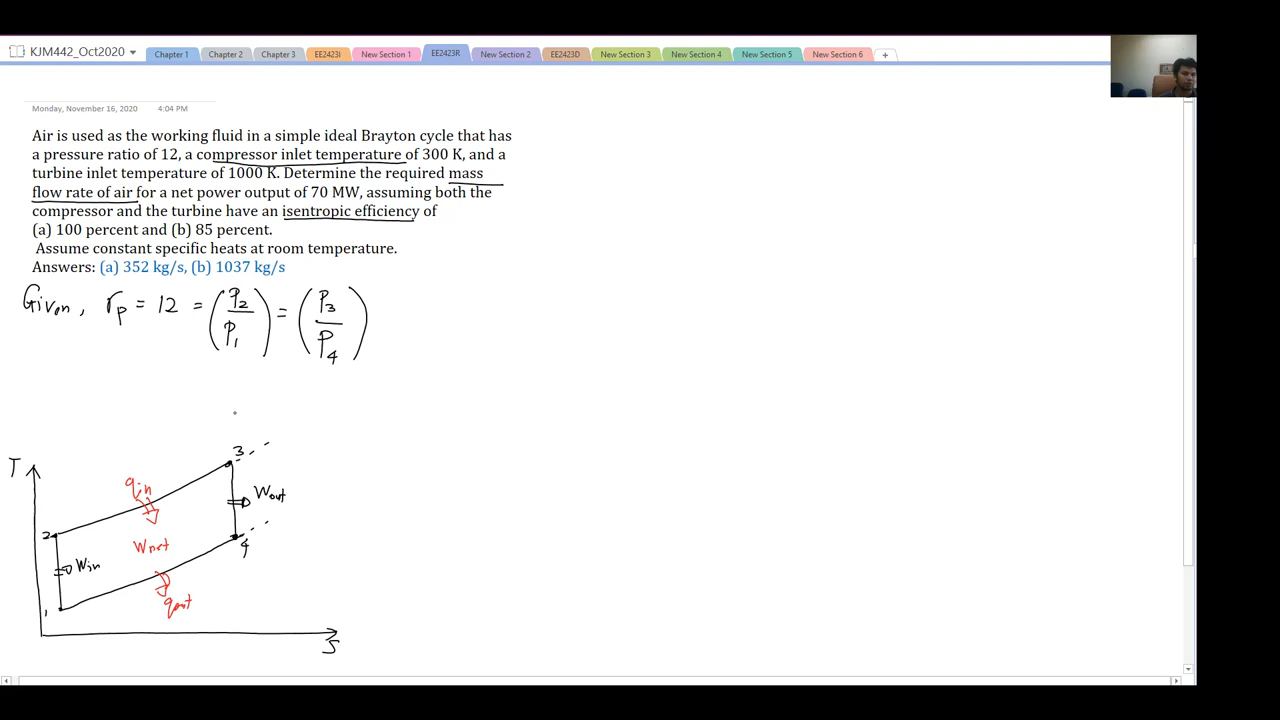 KJM442_Oct2020
Chapter 1 Chapter 2 Chapter 3 EE2423I New Section 1 EE2423R New Section 2 EE2423D New Section 3 New Section 4 New Section 5 New Section 6 +
Monday, November 16, 2020 4:04 PM
Air is used as the working fluid in a simple ideal Brayton cycle that has
a pressure ratio of 12, a compressor inlet temperature of 300 K, and a
turbine inlet temperature of 1000 K. Determine the required mass
flow rate of air for a net power output of 70 MW, assuming both the
compressor and the turbine have an isentropic efficiency of
(a) 100 percent and (b) 85 percent.
Assume constant specific heats at room temperature.
Answers: (a) 352 kg/s, (b) 1037 kg/s
Given, rp = 12 = (P2/P1) = (P3/P4)
3
T
qin
Wout
2
Wnet
4
Win
qout
1
S